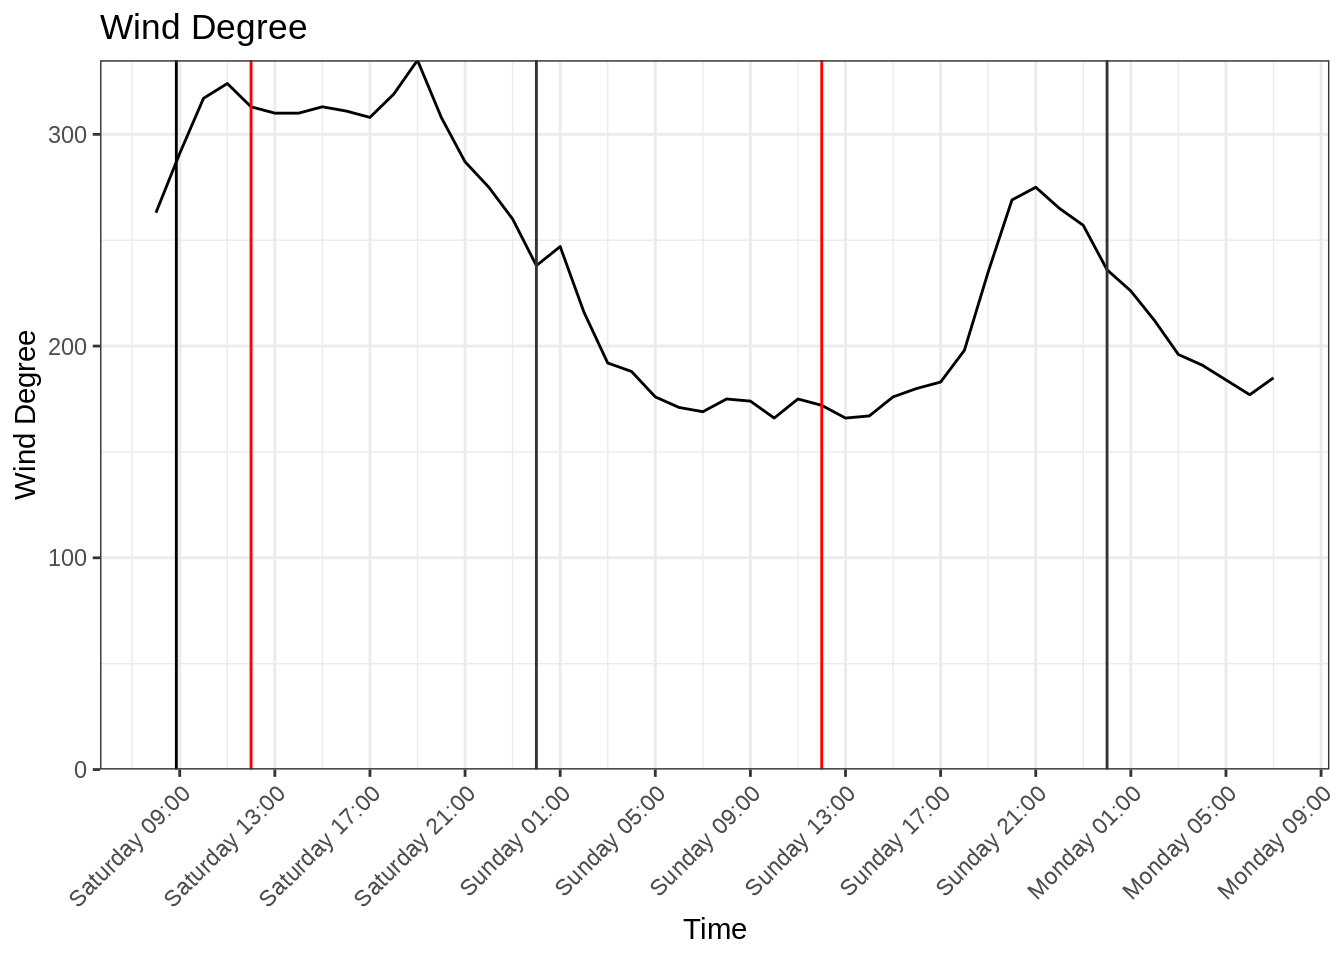 Wind Degree
Wind Degree
300
200
100
0
Saturday 09:00
Saturday 13:00
Saturday 17:00
Saturday 21:00
Sunday 01:00
Sunday 05:00
Sunday 09:00
Sunday 13:00
Sunday 17:00
Sunday 21:00
Monday 01:00
Monday 05:00
Monday 09:00
Time